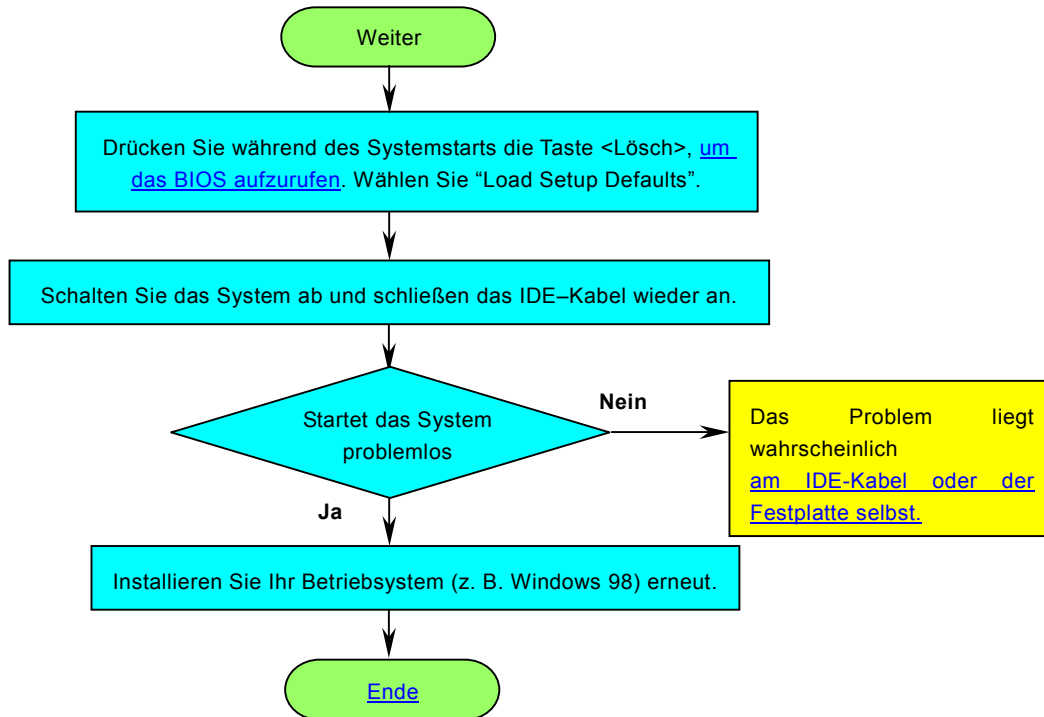 Weiter
Drücken Sie während des Systemstarts die Taste <Lösch>, um
das BIOS aufzurufen. Wählen Sie “Load Setup Defaults”.
Schalten Sie das System ab und schließen das IDE–Kabel wieder an.
Startet das System
problemlos
Nein
Das Problem liegt
wahrscheinlich
am IDE-Kabel oder der
Festplatte selbst.
Ja
Installieren Sie Ihr Betriebsystem (z. B. Windows 98) erneut.
Ende